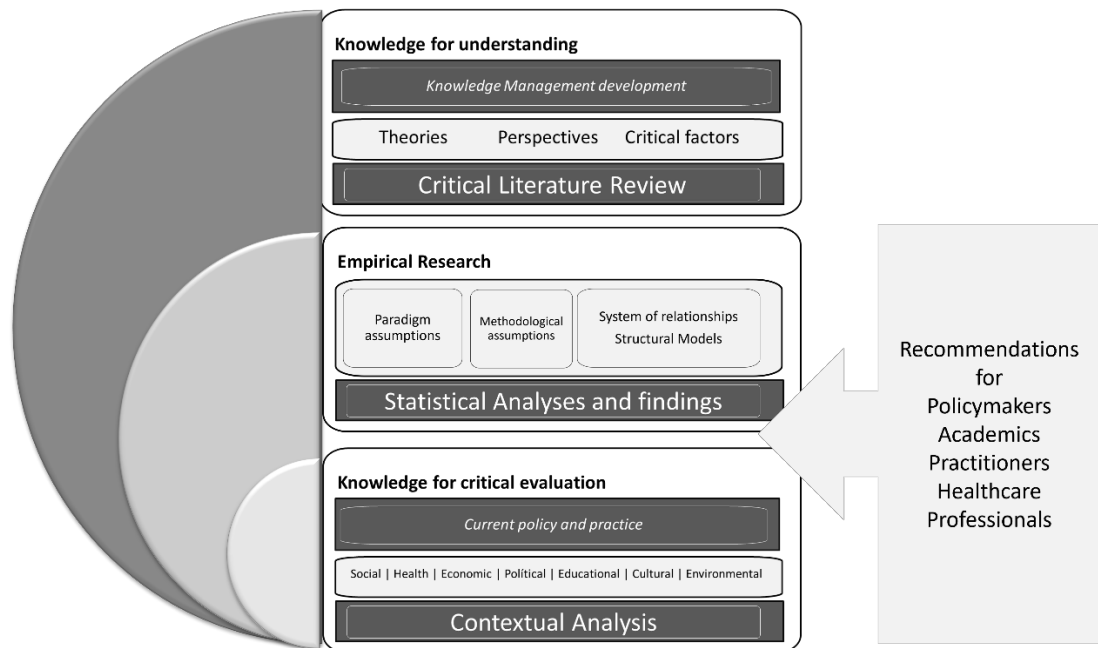 Knowledge for understanding
Knowledge Management development
Theories Perspectives Critical factors
Critical Literature Review
Empirical Research
Paradigm
assumptions
Methodological
assumptions
System of relationships
Structural Models
Statistical Analyses and findings
Knowledge for critical evaluation
Current policy and practice
Social | Health | Economic | Polítical | Educational | Cultural | Environmental
Contextual Analysis
Recommendations
for
Policymakers
Academics
Practitioners
Healthcare
Professionals